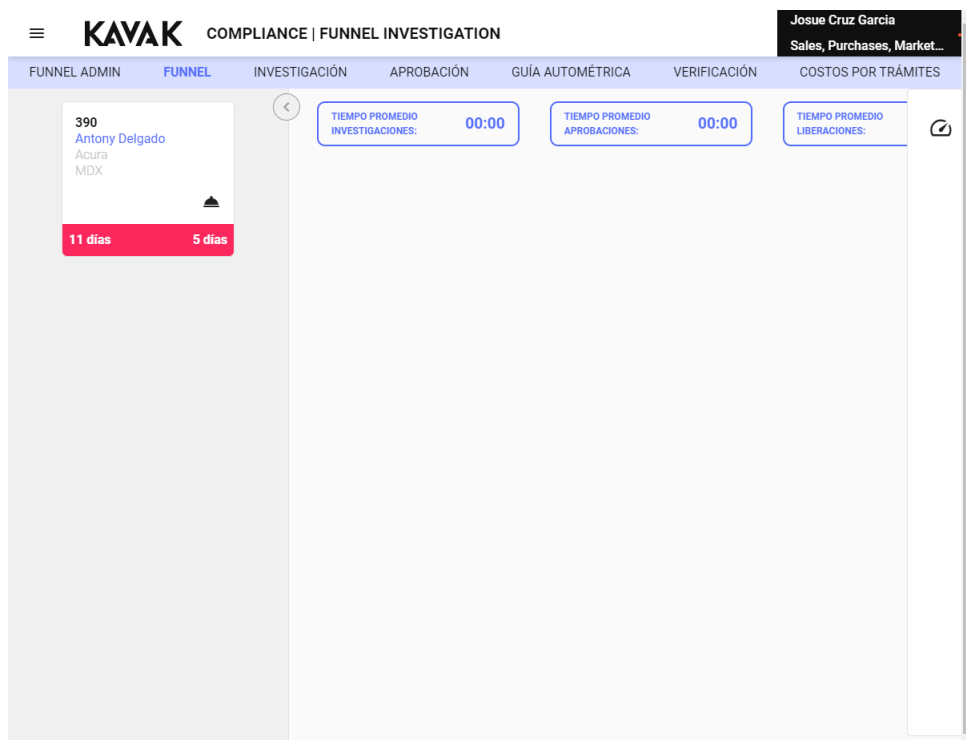 KAVAK COMPLIANCE | FUNNEL INVESTIGATION
Josue Cruz Garcia
Sales, Purchases, Market...
FUNNEL ADMIN FUNNEL INVESTIGACIÓN APROBACIÓN GUÍA AUTOMÉTRICA VERIFICACIÓN COSTOS POR TRÁMITES
390
Antony Delgado
Acura
MDX
11 días 5 días
TIEMPO PROMEDIO
INVESTIGACIONES: 00:00
TIEMPO PROMEDIO
APROBACIONES: 00:00
TIEMPO PROMEDIO
LIBERACIONES: